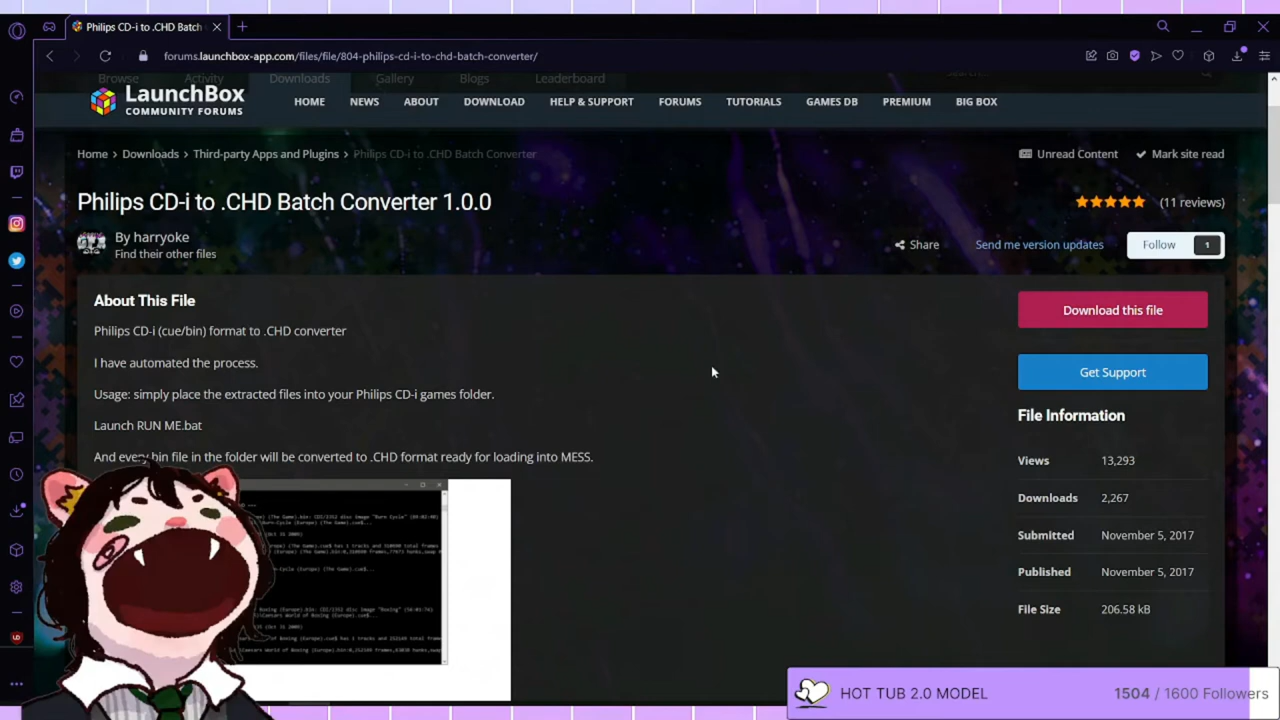 Philips CD-i to .CHD Batch
forums.launchbox-app.com/files/file/804-philips-cd-i-to-chd-batch-converter/
Browse Activity Downloads Gallery Blogs Leaderboard
LaunchBox
COMMUNITY FORUMS
HOME NEWS ABOUT DOWNLOAD HELP & SUPPORT FORUMS TUTORIALS GAMES DB PREMIUM BIG BOX
Home > Downloads > Third-party Apps and Plugins > Philips CD-i to .CHD Batch Converter
Unread Content Mark site read
Philips CD-i to .CHD Batch Converter 1.0.0
(11 reviews)
By harryoke
Find their other files
Share Send me version updates Follow 1
About This File
Download this file
Philips CD-i (cue/bin) format to .CHD converter
I have automated the process.
Get Support
Usage: simply place the extracted files into your Philips CD-i games folder.
File Information
Launch RUN ME.bat
And every bin file in the folder will be converted to .CHD format ready for loading into MESS.
Views 13,293
Downloads 2,267
5, 2017
Published November 5, 2017
File Size 206.58 kB
HOT TUB 2.0 MODEL 1504 / 1600 Followers